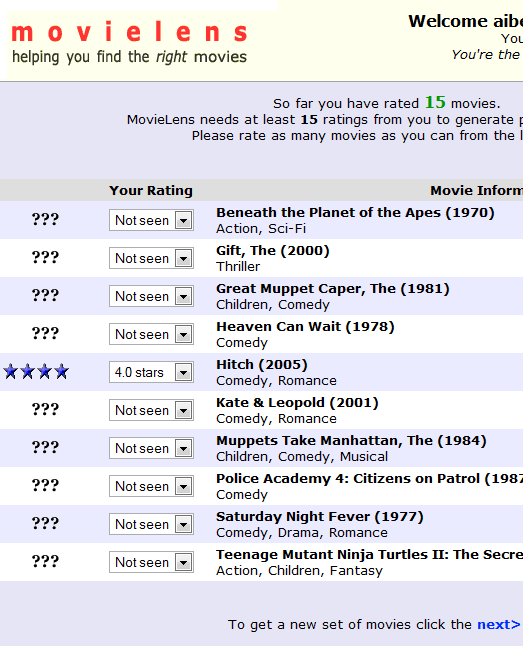 movielens
helping you find the right movies
Welcome aibe
You
You're the
So far you have rated 15 movies.
MovieLens needs at least 15 ratings from you to generate p
Please rate as many movies as you can from the l
Your Rating Movie Inform
??? Not seen Beneath the Planet of the Apes (1970)
Action, Sci-Fi
??? Not seen Gift, The (2000)
Thriller
??? Not seen Great Muppet Caper, The (1981)
Children, Comedy
??? Not seen Heaven Can Wait (1978)
Comedy
4.0 stars Hitch (2005)
Comedy, Romance
??? Not seen Kate & Leopold (2001)
Comedy, Romance
??? Not seen Muppets Take Manhattan, The (1984)
Children, Comedy, Musical
??? Not seen Police Academy 4: Citizens on Patrol (1987
Comedy
??? Not seen Saturday Night Fever (1977)
Comedy, Drama, Romance
??? Not seen Teenage Mutant Ninja Turtles II: The Secre
Action, Children, Fantasy
To get a new set of movies click the next>